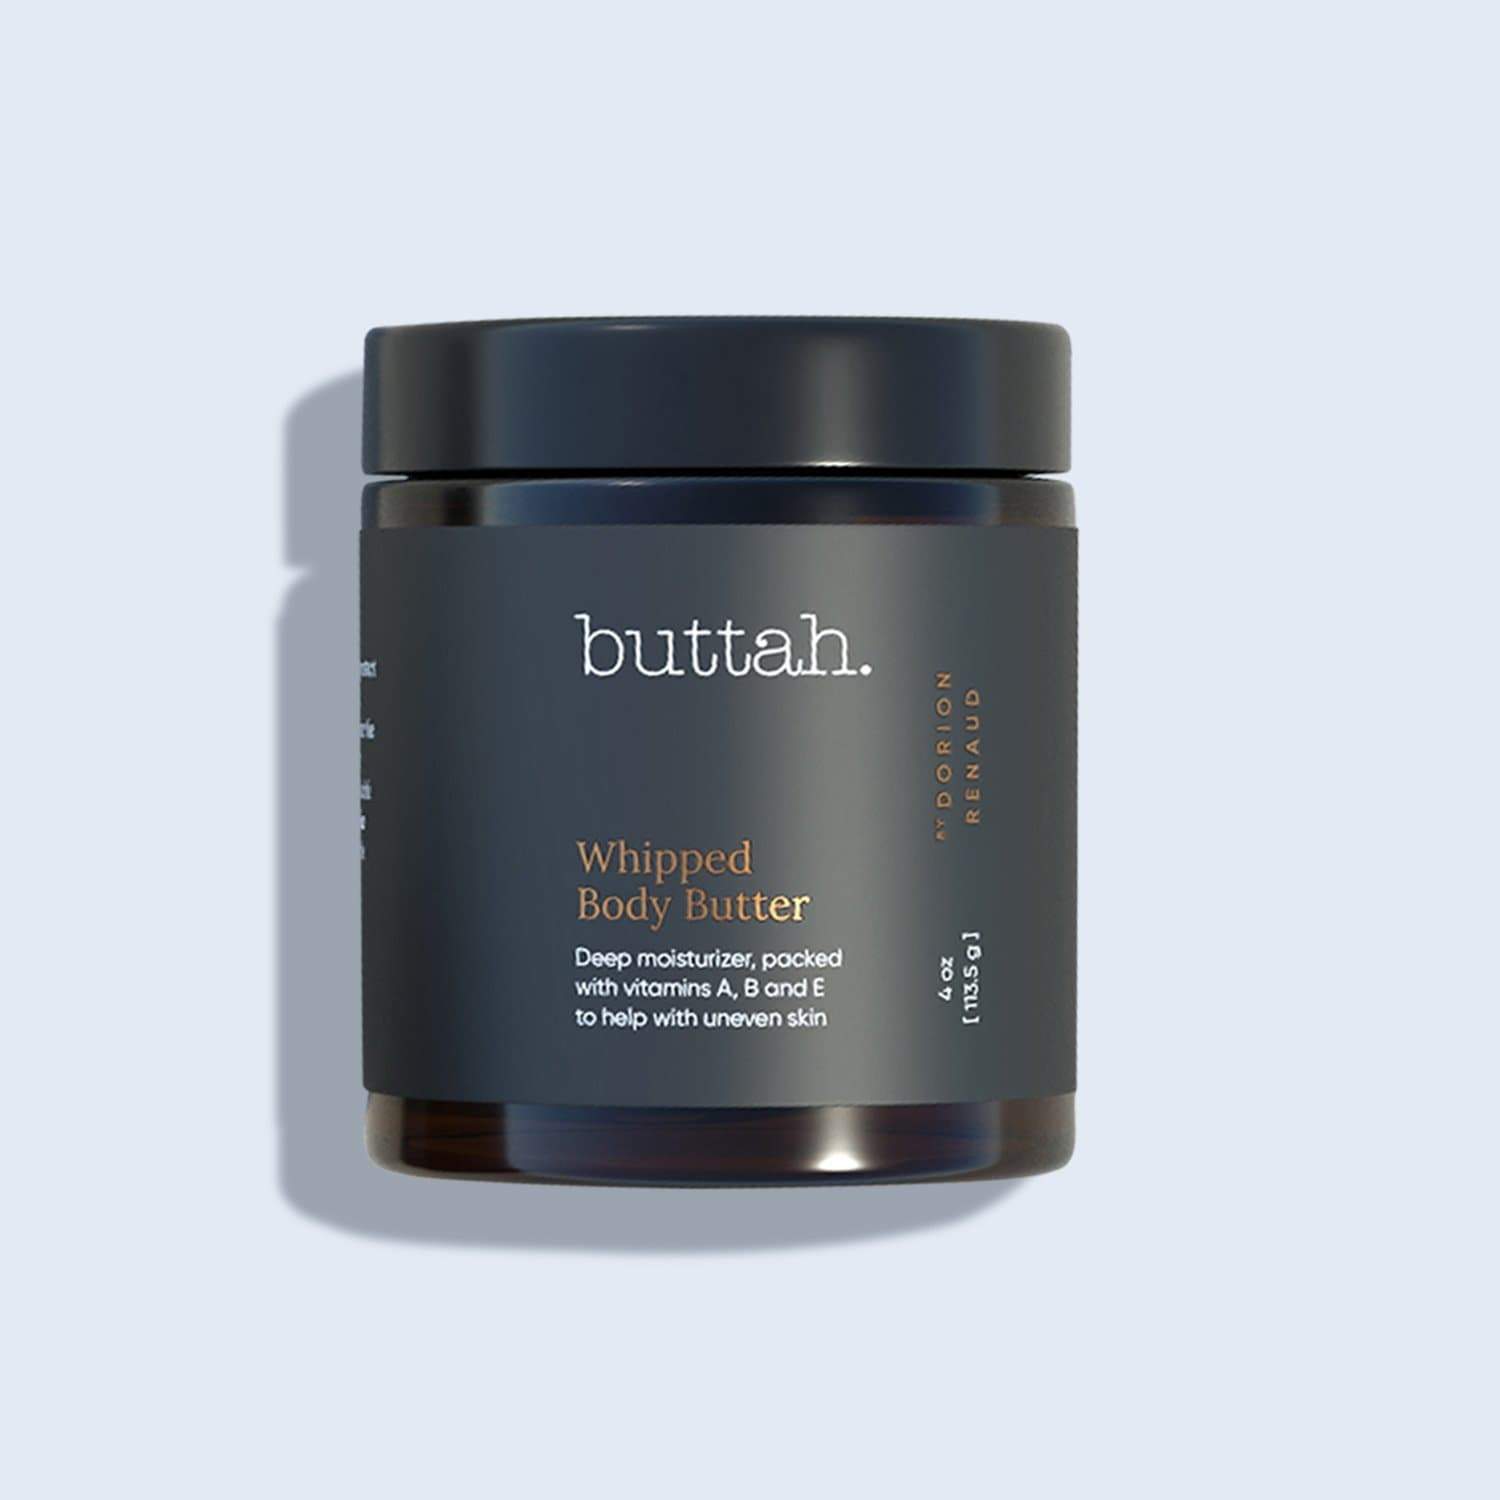 buttah.
BY DORION
RENAUD
Whipped
Body Butter
Deep moisturizer, packed
with vitamins A, B and E
to help with uneven skin
4 oz
[ 113.5 g ]